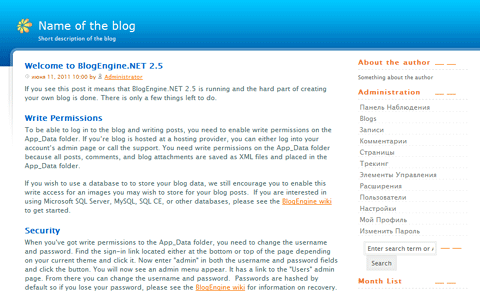 Name of the blog
Short description of the blog
Welcome to BlogEngine.NET 2.5
июня 11, 2011 10:00 by Administrator
If you see this post it means that BlogEngine.NET 2.5 is running and the hard part of creating
your own blog is done. There is only a few things left to do.
Write Permissions
To be able to log in to the blog and writing posts, you need to enable write permissions on the
App_Data folder. If you're blog is hosted at a hosting provider, you can either log into your
account's admin page or call the support. You need write permissions on the App_Data folder
because all posts, comments, and blog attachments are saved as XML files and placed in the
App_Data folder.
If you wish to use a database to to store your blog data, we still encourage you to enable this
write access for an images you may wish to store for your blog posts. If you are interested in
using Microsoft SQL Server, MySQL, SQL CE, or other databases, please see the BlogEngine wiki
to get started.
Security
When you've got write permissions to the App_Data folder, you need to change the username
and password. Find the sign-in link located either at the bottom or top of the page depending
on your current theme and click it. Now enter "admin" in both the username and password fields
and click the button. You will now see an admin menu appear. It has a link to the "Users" admin
page. From there you can change the username and password. Passwords are hashed by
default so if you lose your password, please see the BlogEngine wiki for information on recovery.
About the author
Something about the author
Administration
Панель Наблюдения
Blogs
Записи
Комментарии
Страницы
Трекинг
Элементы Управления
Расширения
Пользователи
Настройки
Мой Профиль
Изменить Пароль
Enter search term or
Search
Month List